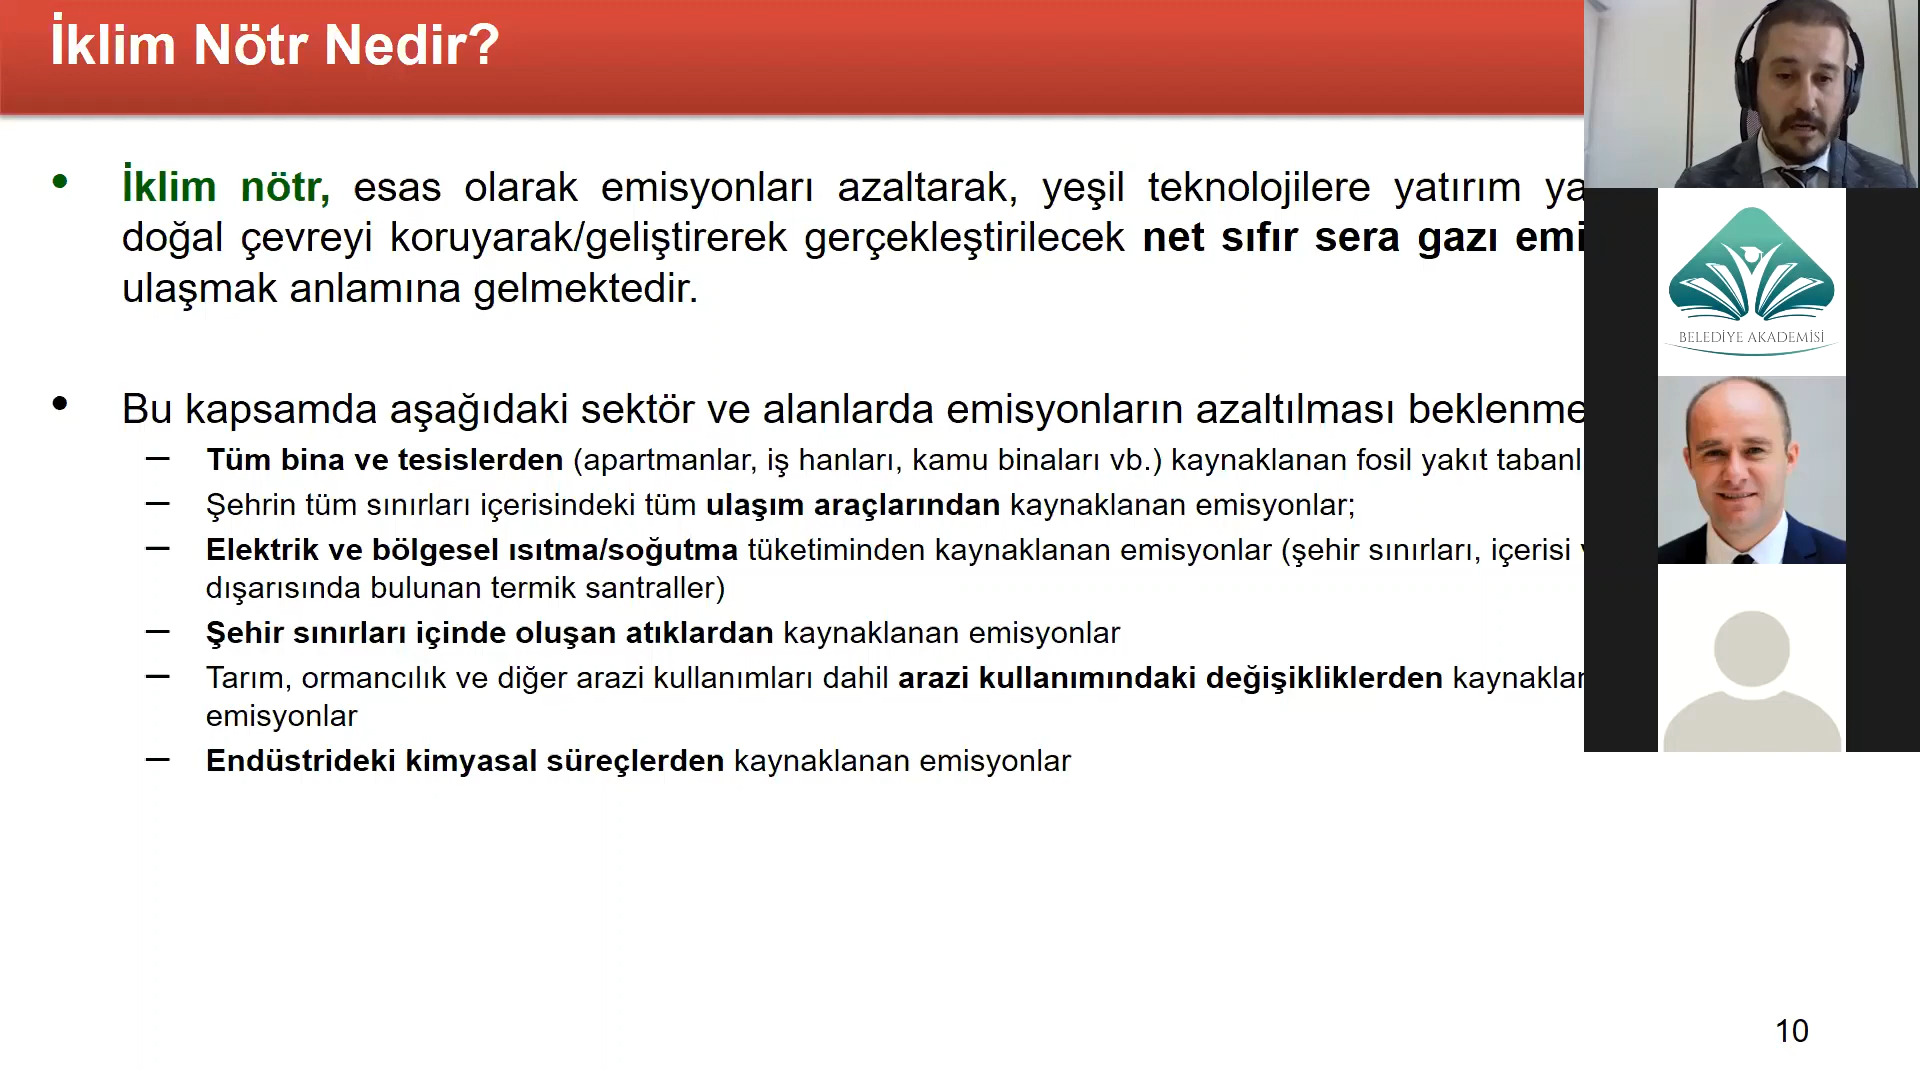 İklim Nötr Nedir?
• İklim nötr, esas olarak emisyonları azaltarak, yeşil teknolojilere yatırım
doğal çevreyi koruyarak/geliştirerek gerçekleştirilecek net sıfır sera gazı
ulaşmak anlamına gelmektedir.
• Bu kapsamda aşağıdaki sektör ve alanlarda emisyonların azaltılması
– Tüm bina ve tesislerden (apartmanlar, iş hanları, kamu binaları vb.) kaynaklanan fosil yakıt
– Şehrin tüm sınırları içerisindeki tüm ulaşım araçlarından kaynaklanan emisyonlar;
– Elektrik ve bölgesel ısıtma/soğutma tüketiminden kaynaklanan emisyonlar (şehir sınırları, içerisi
dışarısında bulunan termik santraller)
– Şehir sınırları içinde oluşan atıklardan kaynaklanan emisyonlar
– Tarım, ormancılık ve diğer arazi kullanımları dahil arazi kullanımındaki değişikliklerden
emisyonlar
– Endüstrideki kimyasal süreçlerden kaynaklanan emisyonlar
BELEDİYE AKADEMİSİ
10